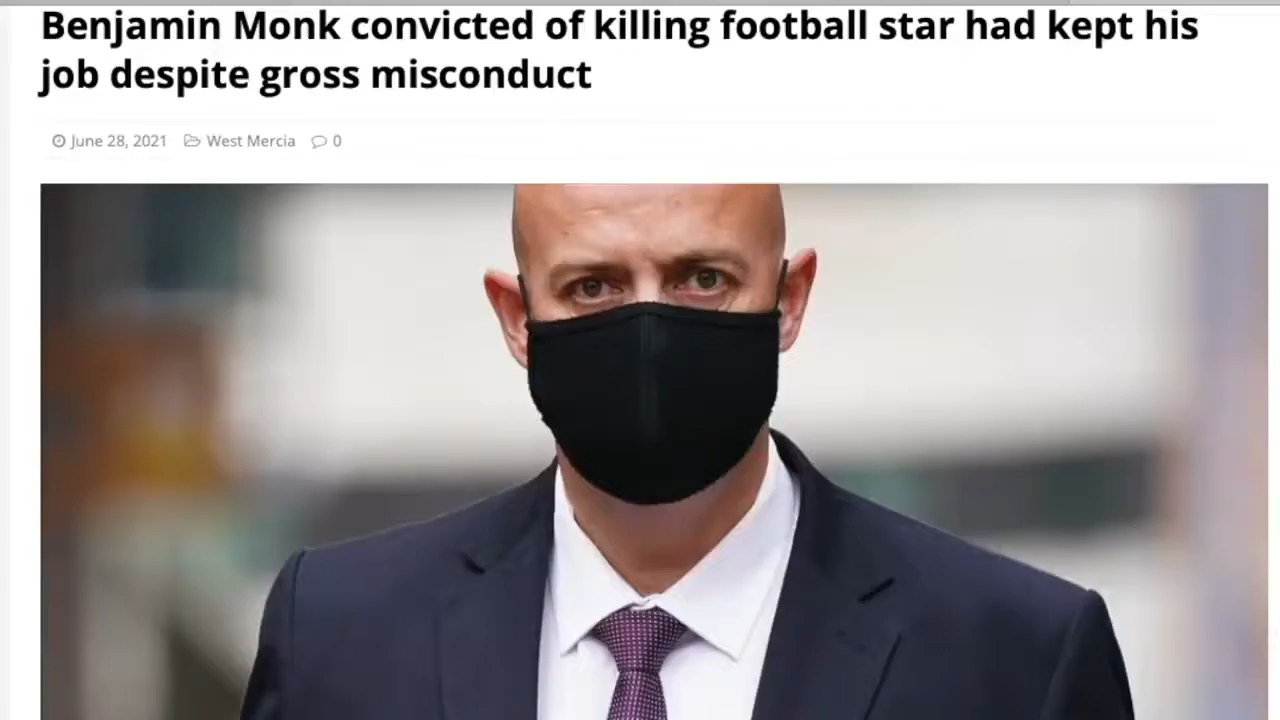 Benjamin Monk convicted of killing football star had kept his
job despite gross misconduct
June 28, 2021 West Mercia 0